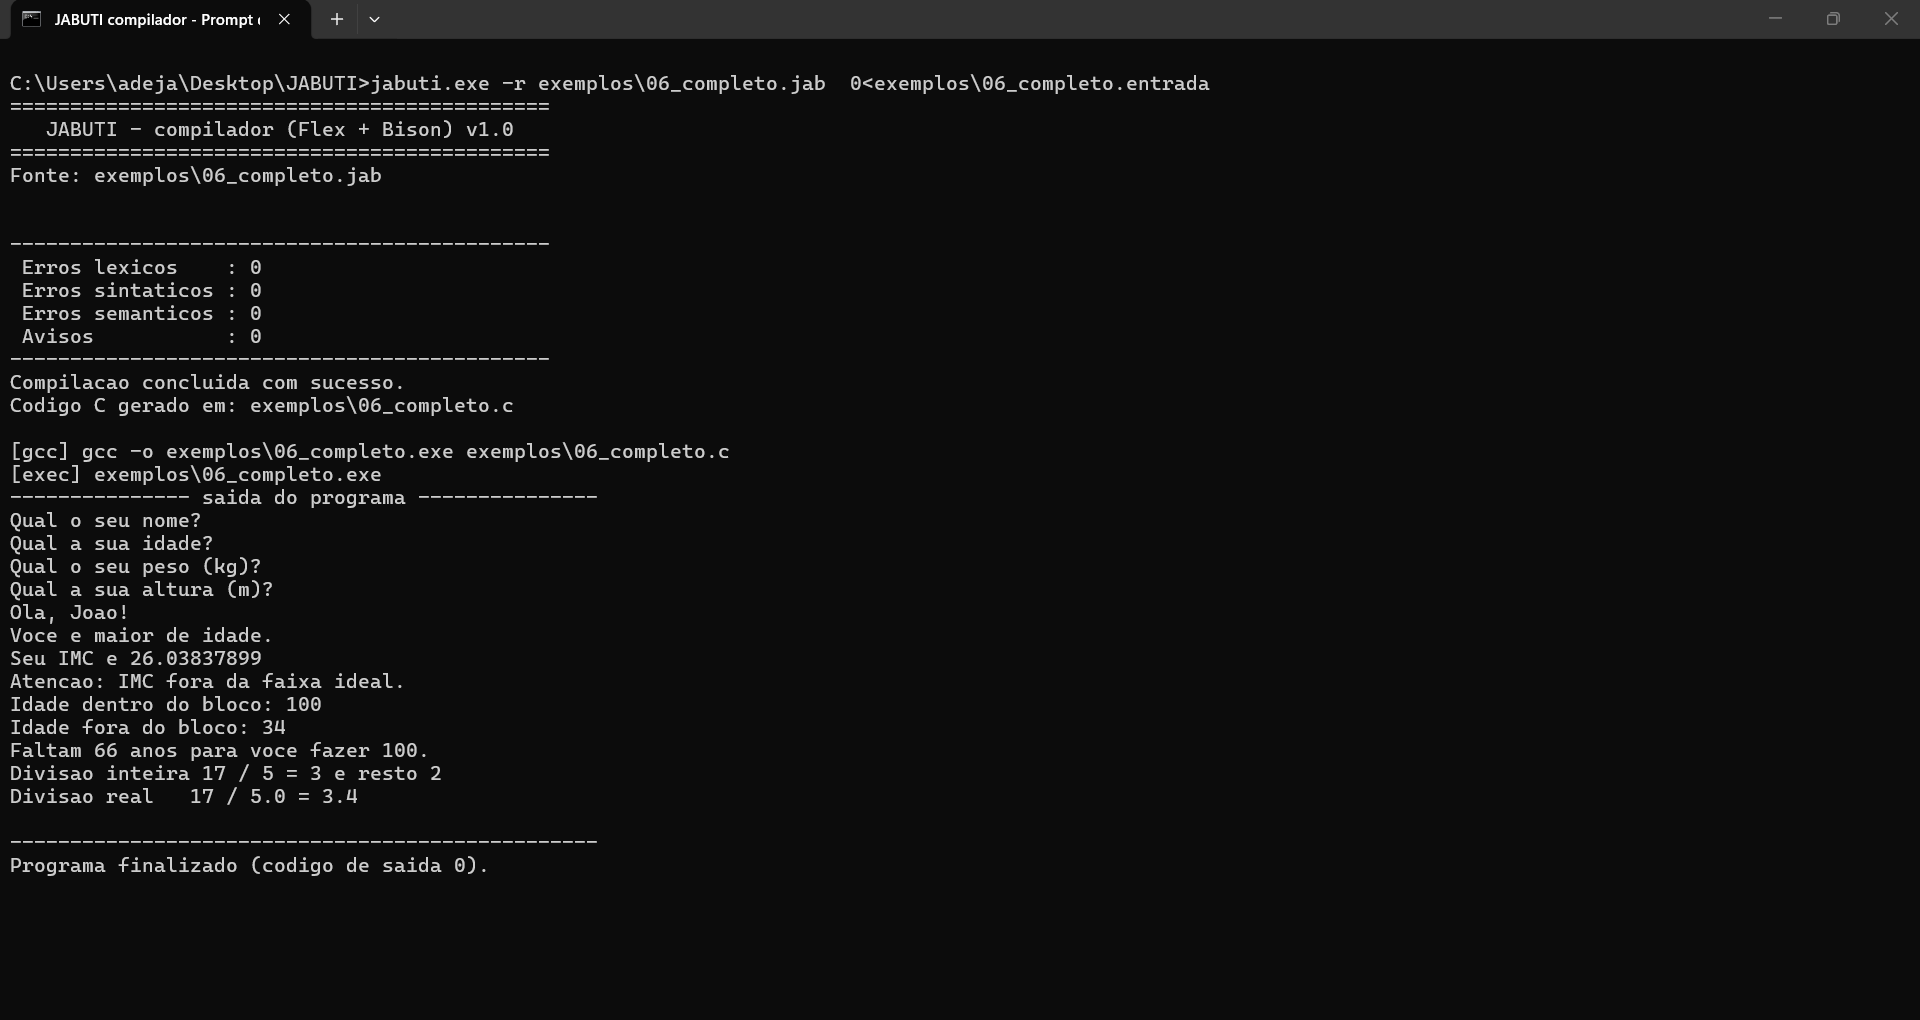 JABUTI compilador - Prompt
C:\Users\adeja\Desktop\JABUTI>jabuti.exe -r exemplos\06_completo.jab  0<exemplos\06_completo.entrada
=============================================
   JABUTI - compilador (Flex + Bison) v1.0
=============================================
Fonte: exemplos\06_completo.jab
---------------------------------------------
 Erros lexicos    : 0
 Erros sintaticos : 0
 Erros semanticos : 0
 Avisos           : 0
---------------------------------------------
Compilacao concluida com sucesso.
Codigo C gerado em: exemplos\06_completo.c
[gcc] gcc -o exemplos\06_completo.exe exemplos\06_completo.c
[exec] exemplos\06_completo.exe
--------------- saida do programa ---------------
Qual o seu nome?
Qual a sua idade?
Qual o seu peso (kg)?
Qual a sua altura (m)?
Ola, Joao!
Voce e maior de idade.
Seu IMC e 26.03837899
Atencao: IMC fora da faixa ideal.
Idade dentro do bloco: 100
Idade fora do bloco: 34
Faltam 66 anos para voce fazer 100.
Divisao inteira 17 / 5 = 3 e resto 2
Divisao real   17 / 5.0 = 3.4
-------------------------------------------------
Programa finalizado (codigo de saida 0).